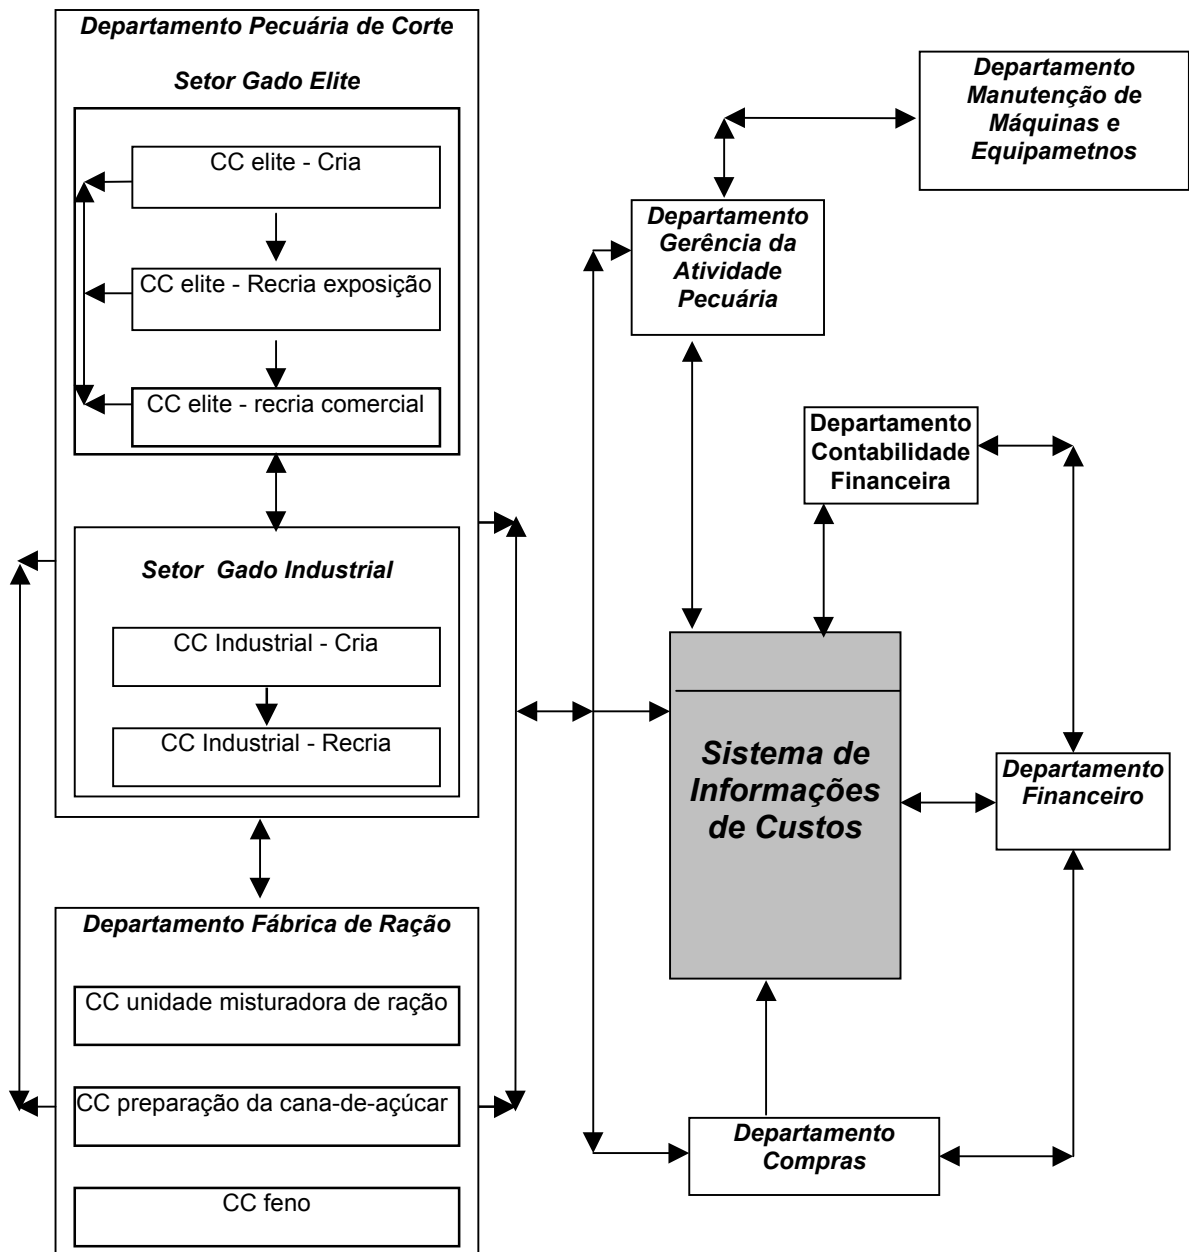 Departamento Pecuária de Corte
Setor Gado Elite
CC elite - Cria
CC elite - Recria exposição
CC elite - recria comercial
Setor Gado Industrial
CC Industrial - Cria
CC Industrial - Recria
Departamento Fábrica de Ração
CC unidade misturadora de ração
CC preparação da cana-de-açúcar
CC feno
Departamento
Manutenção de
Máquinas e
Equipametnos
Departamento
Gerência da
Atividade
Pecuária
Departamento
Contabilidade
Financeira
Sistema de
Informações
de Custos
Departamento
Financeiro
Departamento
Compras